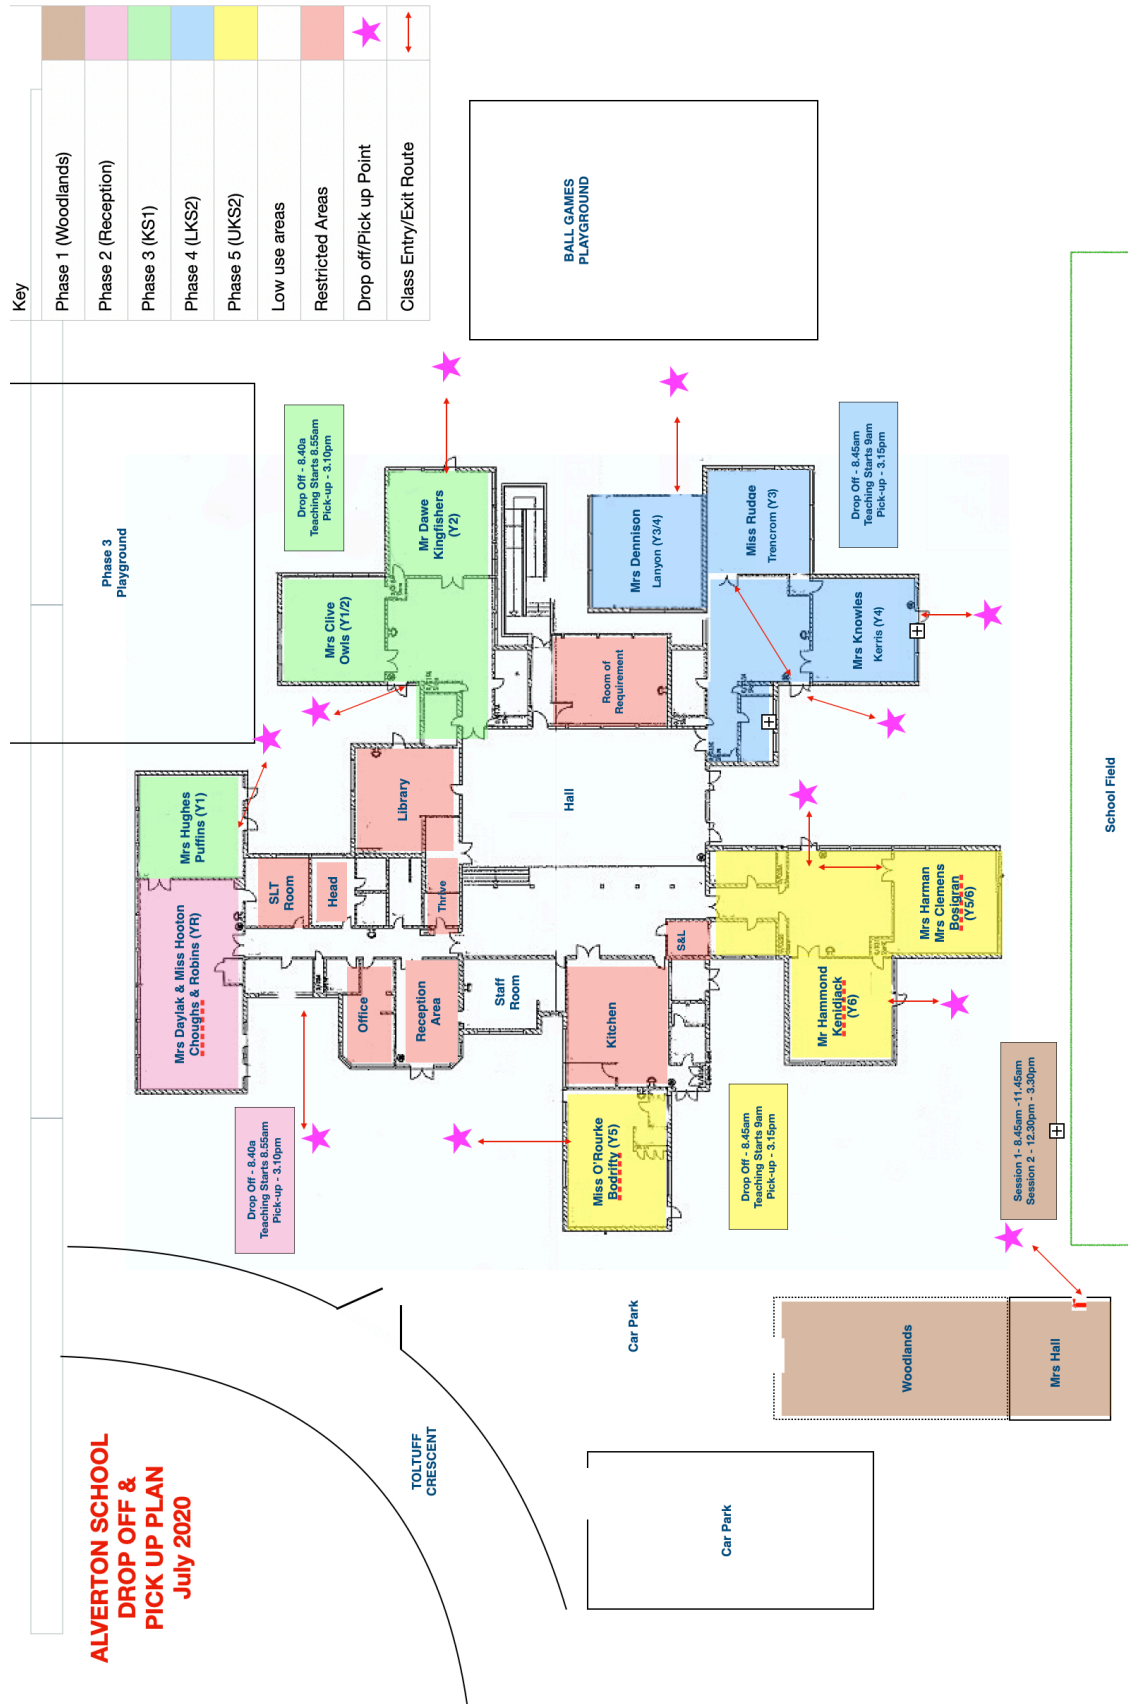 ALVERTON SCHOOL
DROP OFF &
PICK UP PLAN
July 2020
Key
Phase 1 (Woodlands)
Phase 2 (Reception)
Phase 3 (KS1)
Phase 4 (LKS2)
Phase 5 (UKS2)
Low use areas
Restricted Areas
Drop off/Pick up Point
Class Entry/Exit Route
Phase 3
Playground
BALL GAMES
PLAYGROUND
School Field
Drop Off - 8.40a
Teaching Starts 8.55am
Pick-up - 3.10pm
Mr Dawe
Kingfishers
(Y2)
Mrs Clive
Owls (Y1/2)
Mrs Hughes
Puffins (Y1)
Mrs Daylak & Miss Hooton
Choughs & Robins (YR)
SLT
Room
Head
Library
Thrive
Office
Reception
Area
Staff
Room
Hall
Room of
Requirement
Kitchen
S&L
Mrs Dennison
Lanyon (Y3/4)
Miss Rudge
Trencrom (Y3)
Mrs Knowles
Kerris (Y4)
Drop Off - 8.45am
Teaching Starts 9am
Pick-up - 3.15pm
Mrs Harman
Mrs Clemens
Bosigran
(Y5/6)
Mr Hammond
Kenidjack
(Y6)
Miss O'Rourke
Bodrifty (Y5)
Drop Off - 8.40a
Teaching Starts 8.55am
Pick-up - 3.10pm
Drop Off - 8.45am
Teaching Starts 9am
Pick-up - 3.15pm
Session 1- 8.45am -11.45am
Session 2 - 12.30pm - 3.30pm
TOLTUFF
CRESCENT
Car Park
Car Park
Woodlands
Mrs Hall